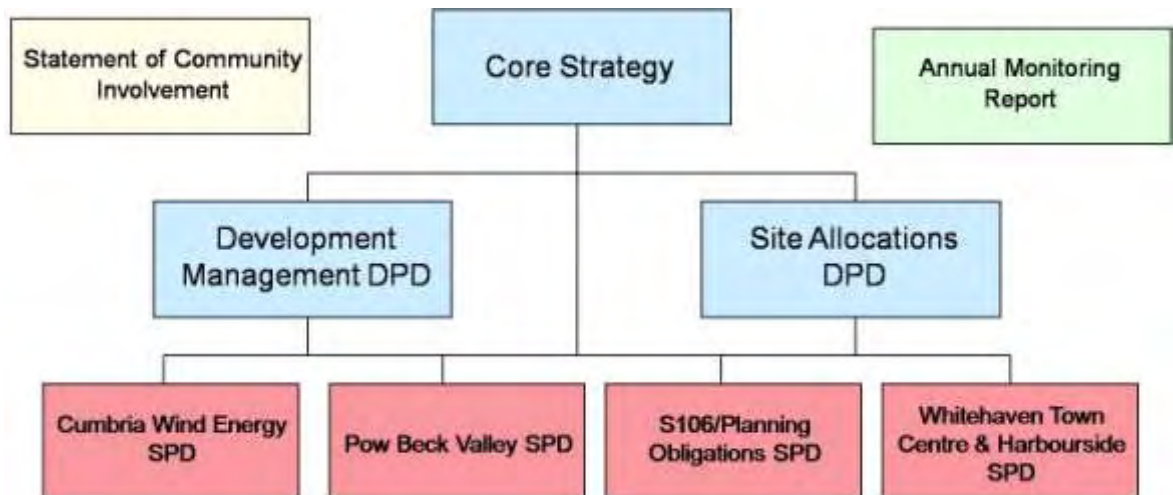 Statement of Community
Involvement
Core Strategy
Annual Monitoring
Report
Development
Management DPD
Site Allocations
DPD
Cumbria Wind Energy
SPD
Pow Beck Valley SPD
S106/Planning
Obligations SPD
Whitehaven Town
Centre & Harbourside
SPD